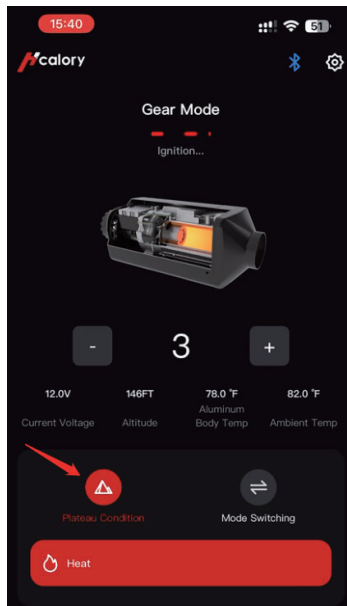 15:40
51
Hcalory
Gear Mode
Ignition...
- 3 +
12.0V 146FT 78.0 °F 82.0 °F
Current Voltage Altitude Aluminum Body Temp Ambient Temp
Plateau Condition Mode Switching
Heat